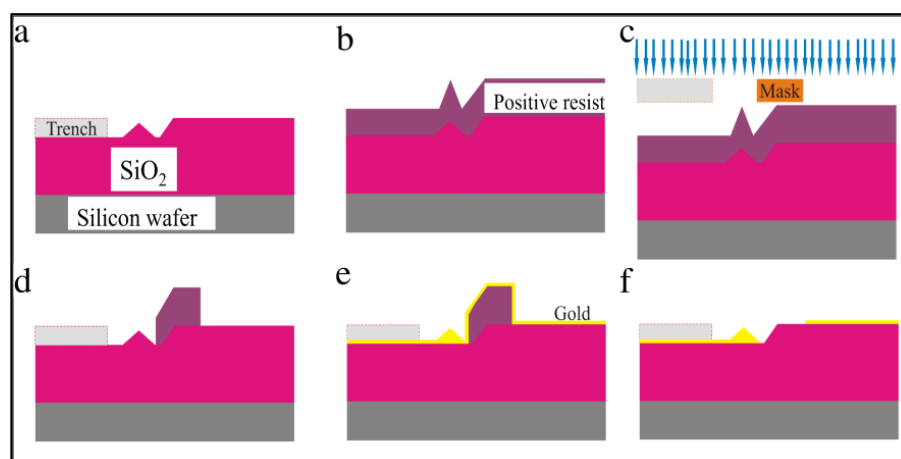 a
b
c
Trench
SiO₂
Silicon wafer
Positive resist
Mask
d
e
f
Gold